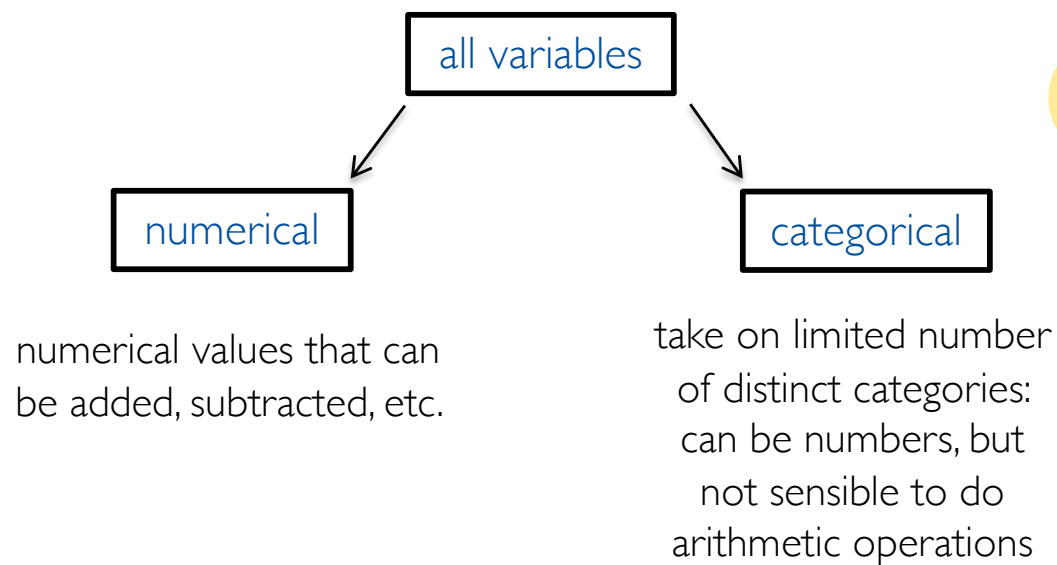 all variables
numerical
categorical
numerical values that can
be added, subtracted, etc.
take on limited number
of distinct categories:
can be numbers, but
not sensible to do
arithmetic operations